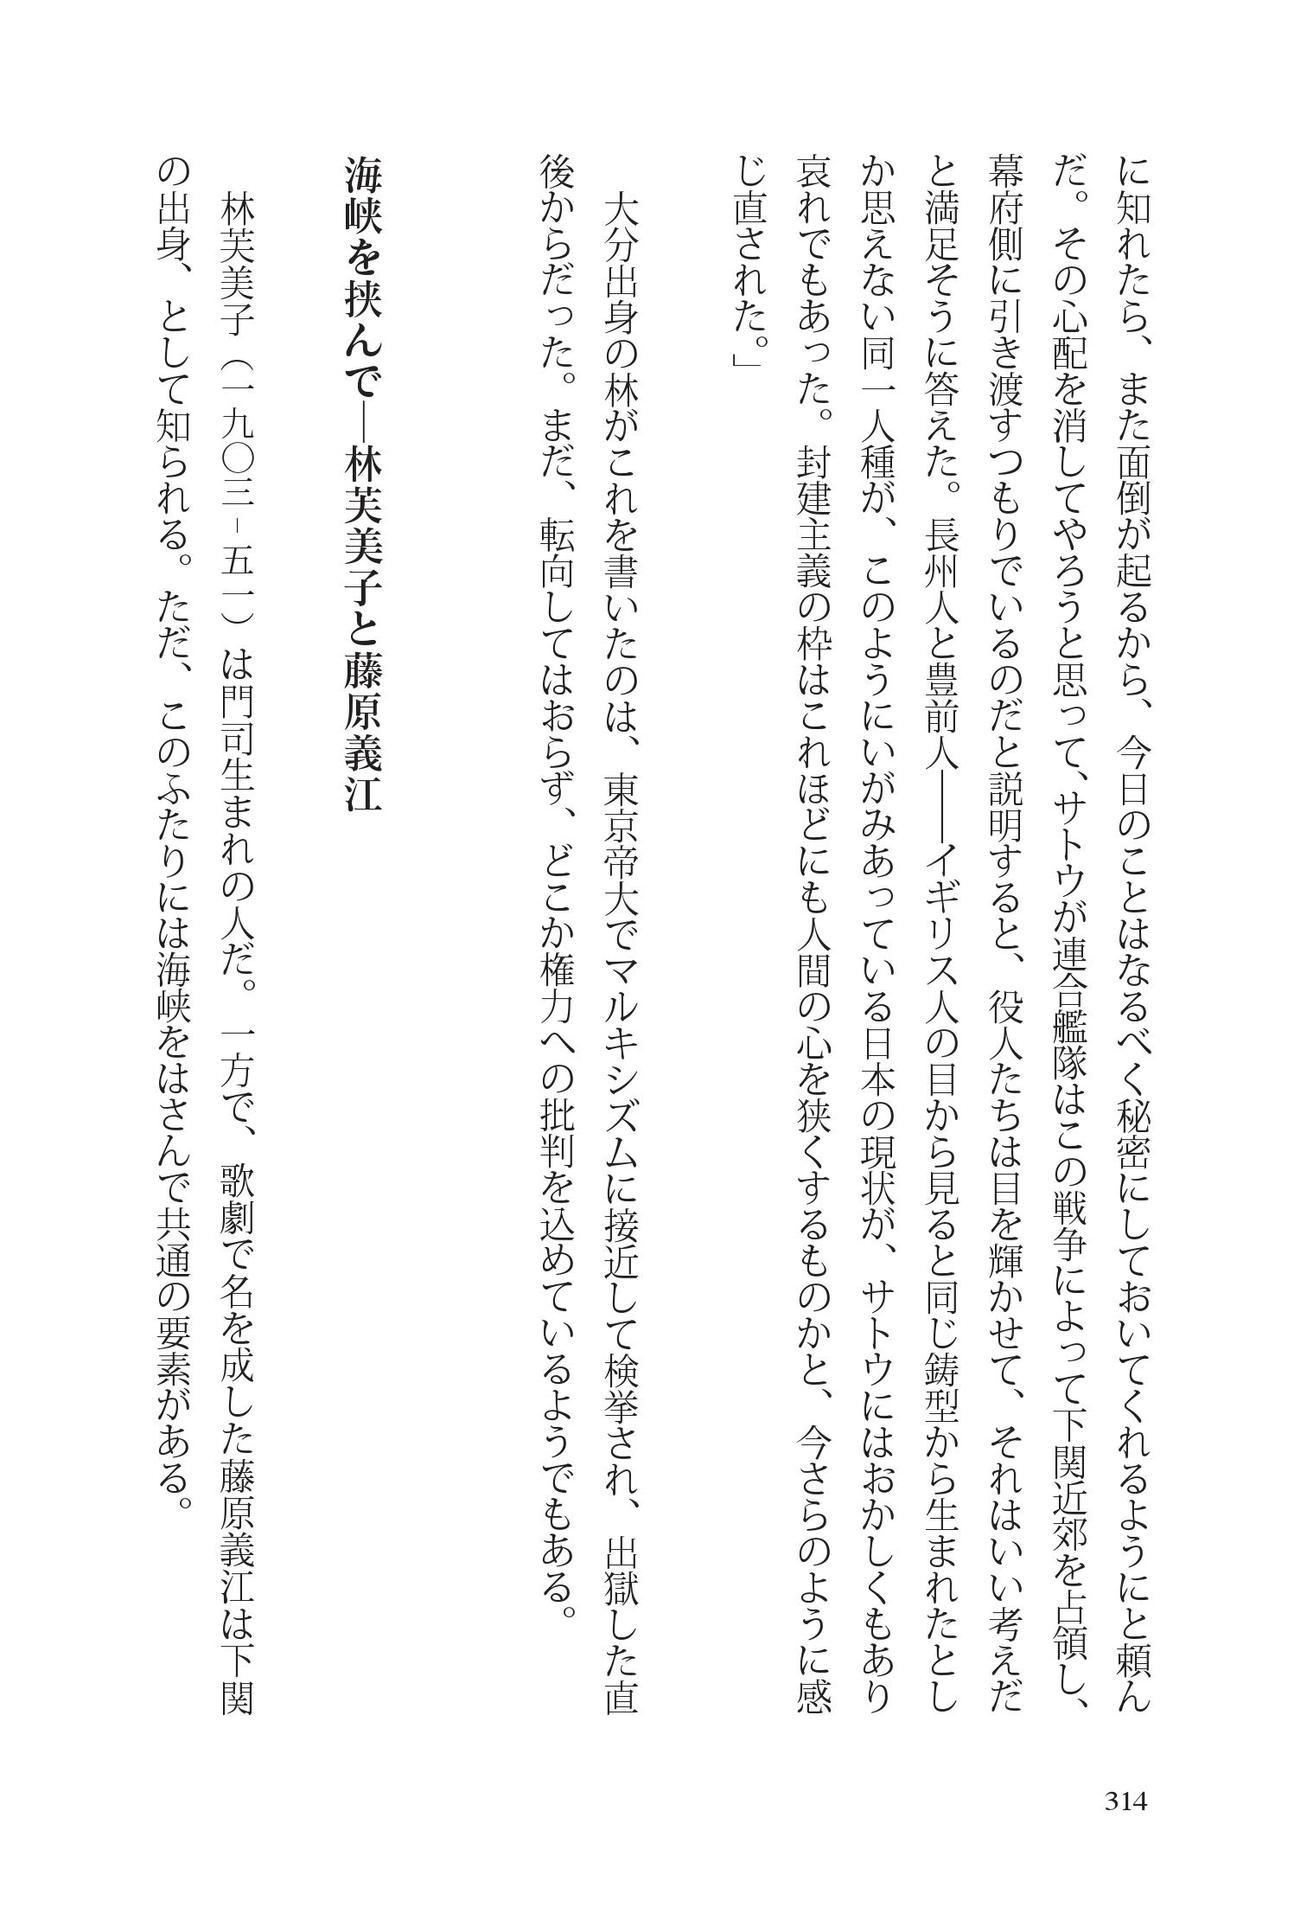 に知れたら、また面倒が起るから、今日のことはなるべく秘密にしておいてくれるようにと頼ん
だ。その心配を消してやろうと思って、サトウが連合艦隊はこの戦争によって下関近郊を占領し、
幕府側に引き渡すつもりでいるのだと説明すると、役人たちは目を輝かせて、それはいい考えだ
と満足そうに答えた。長州人と豊前人――イギリス人の目から見ると同じ鋳型から生まれたとし
か思えない同一人種が、このようにいがみあっている日本の現状が、サトウにはおかしくもあり
哀れでもあった。封建主義の枠はこれほどにも人間の心を狭くするものかと、今さらのように感
じ直された。」
大分出身の林がこれを書いたのは、東京帝大でマルキシズムに接近して検挙され、出獄した直
後からだった。まだ、転向してはおらず、どこか権力への批判を込めているようでもある。
海峡を挟んで―林芙美子と藤原義江
林芙美子（一九〇三－五一）は門司生まれの人だ。一方で、歌劇で名を成した藤原義江は下関
の出身、として知られる。ただ、このふたりには海峡をはさんで共通の要素がある。
314